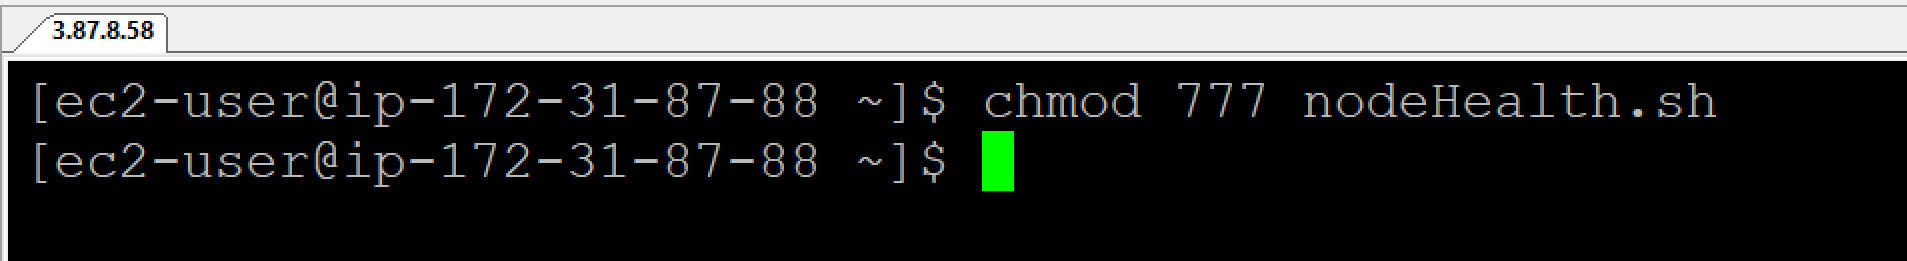 3.87.8.58
[ec2-user@ip-172-31-87-88 ~]$ chmod 777 nodeHealth.sh
[ec2-user@ip-172-31-87-88 ~]$